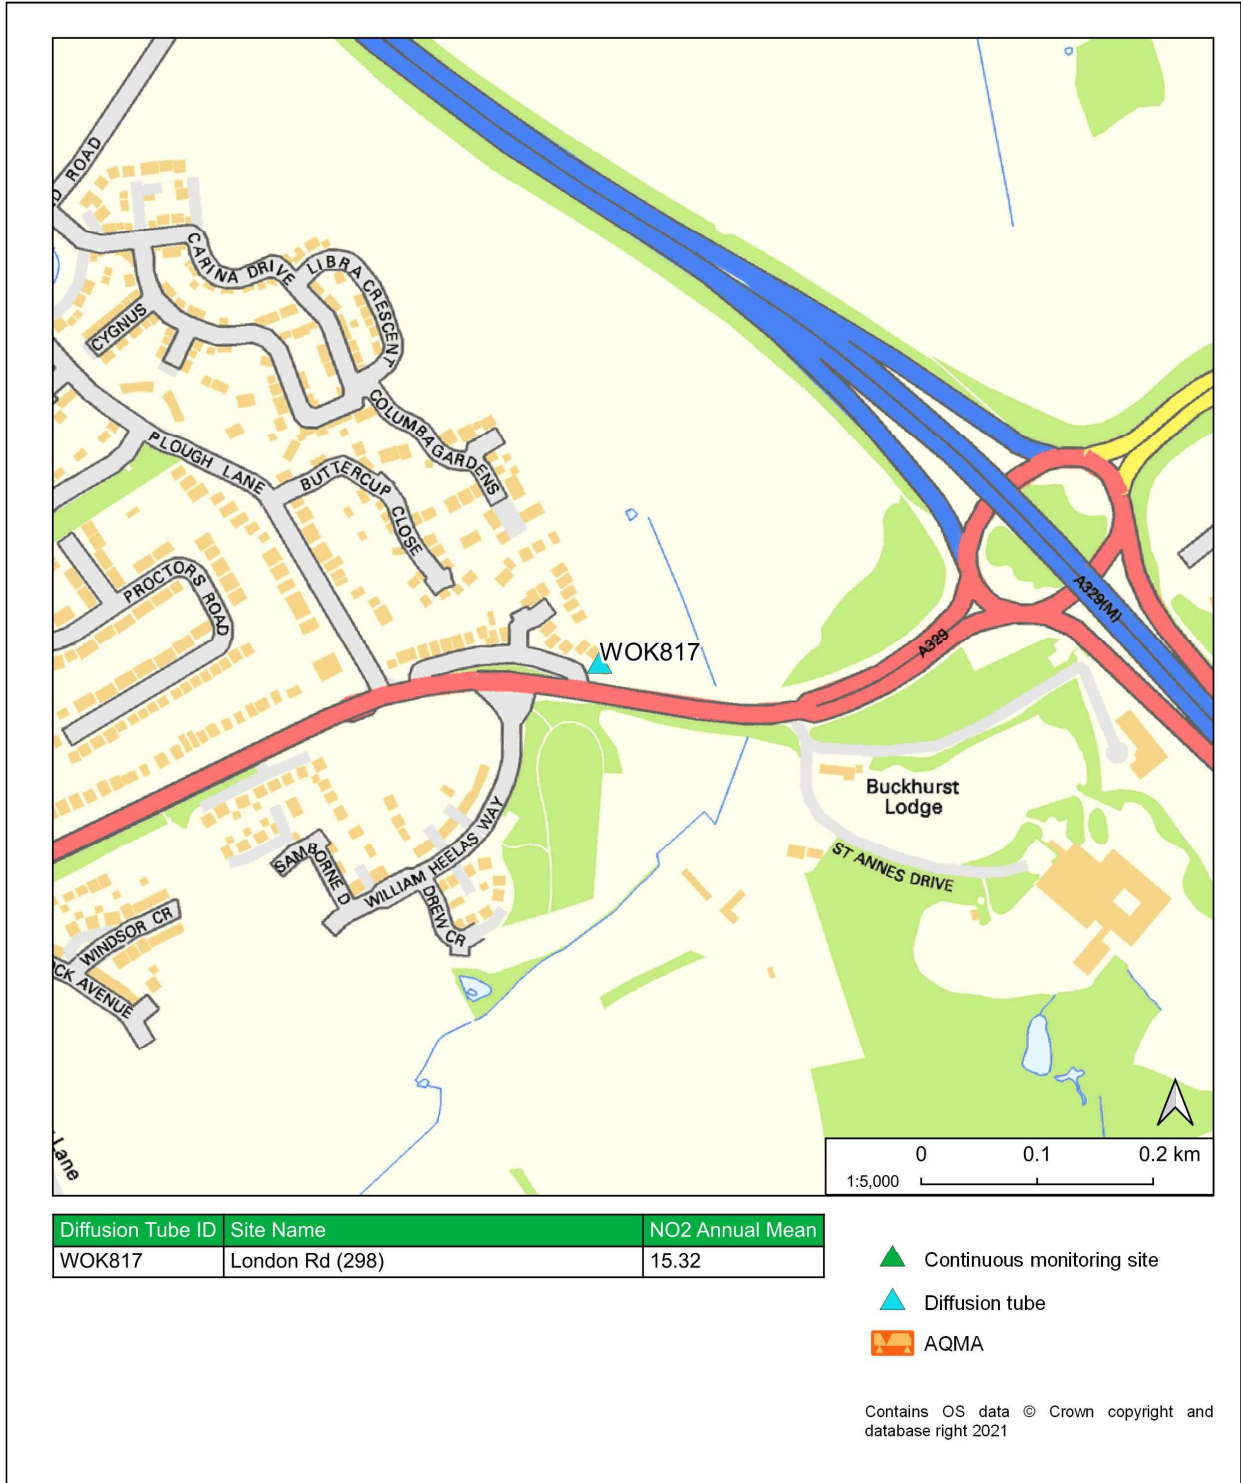 D ROAD
CARINA DRIVE
LIBRA CRESCENT
CYGNUS
COLUMBAGARDENS
PLOUGH LANE
BUTTERCUP CLOSE
PROCTORS ROAD
WOK817
A329(M)
A329
Buckhurst
Lodge
ST ANNES DRIVE
SAMBORNE D
WILLIAM HEELAS WAY
DREW CR
WINDSOR CR
OCK AVENUE
Lane
0 0.1 0.2 km
1:5,000
Diffusion Tube ID Site Name NO2 Annual Mean
WOK817 London Rd (298) 15.32
Continuous monitoring site
Diffusion tube
AQMA
Contains OS data © Crown copyright and
database right 2021